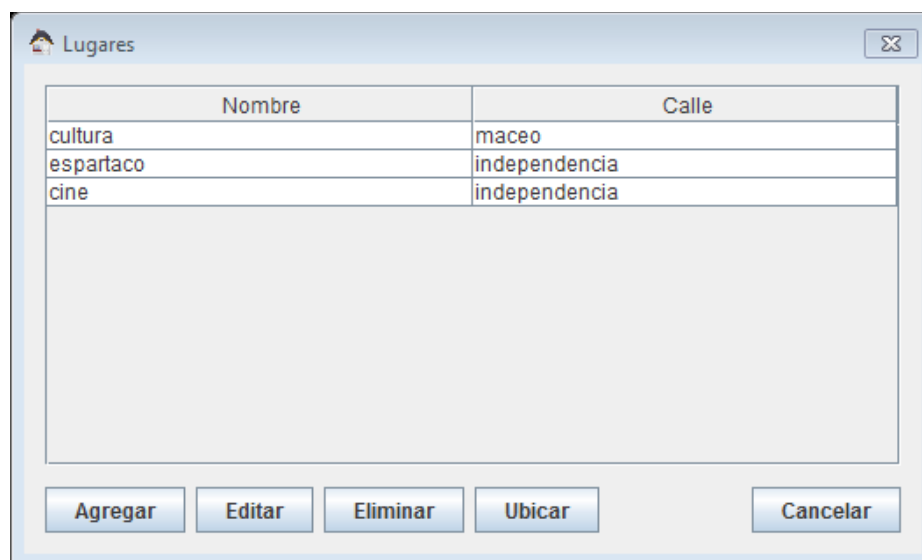 Lugares
Nombre Calle
cultura maceo
espartaco independencia
cine independencia
Agregar Editar Eliminar Ubicar Cancelar